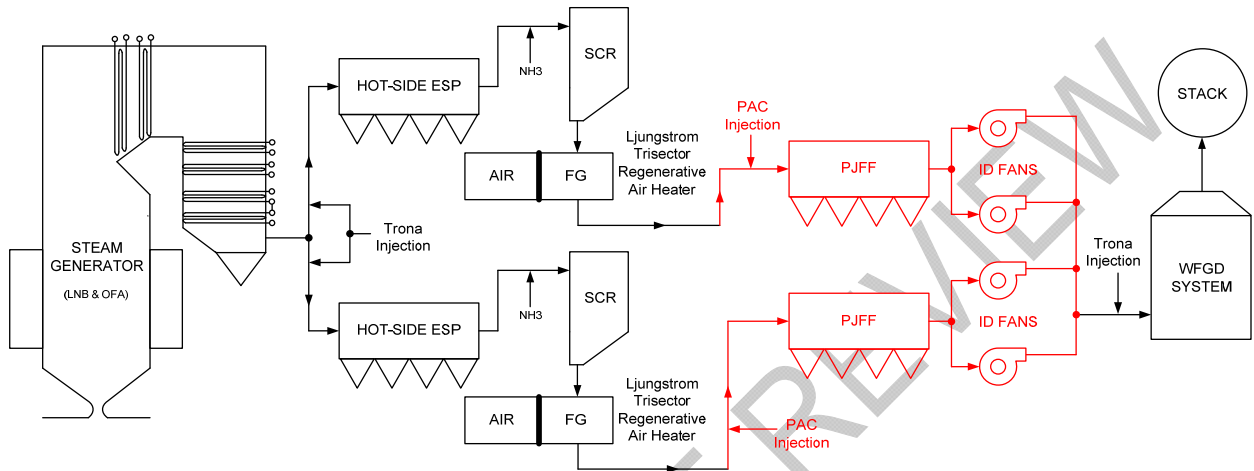 STEAM
GENERATOR
(LNB & OFA)
Trona
Injection
HOT-SIDE ESP
NH3
SCR
AIR
FG
Ljungstrom
Trisector
Regenerative
Air Heater
PAC
Injection
PJFF
ID FANS
HOT-SIDE ESP
NH3
SCR
AIR
FG
Ljungstrom
Trisector
Regenerative
Air Heater
PAC
Injection
PJFF
ID FANS
Trona
Injection
WFGD
SYSTEM
STACK
REVIEW